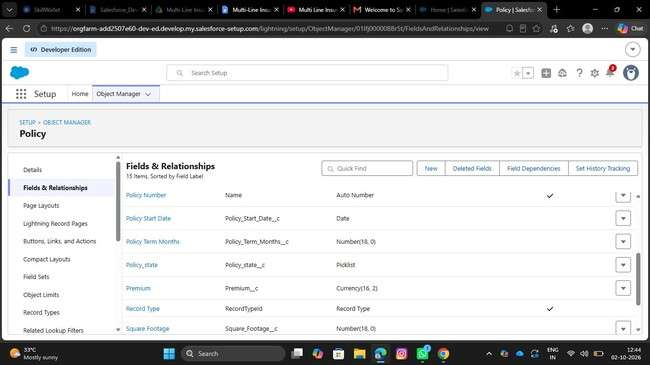 SkillWallet
Salesforce_De
Multi-Line Ins
Multi-Line Insu
Multi Line Insu
Welcome to Sa
Home | Salesf
Policy | Salesfor
https://orgfarm-add2507e60-dev-ed.develop.my.salesforce-setup.com/lightning/setup/ObjectManager/01IfJ0000088rSt/FieldsAndRelationships/view
Chat
Developer Edition
Search Setup
Setup
Home
Object Manager
SETUP > OBJECT MANAGER
Policy
Details
Fields & Relationships
Page Layouts
Lightning Record Pages
Buttons, Links, and Actions
Compact Layouts
Field Sets
Object Limits
Record Types
Related Lookup Filters
Fields & Relationships
15 Items, Sorted by Field Label
Quick Find
New
Deleted Fields
Field Dependencies
Set History Tracking
Policy Number Name Auto Number
Policy Start Date Policy_Start_Date__c Date
Policy Term Months Policy_Term_Months__c Number(18, 0)
Policy_state Policy_state__c Picklist
Premium Premium__c Currency(16, 2)
Record Type RecordTypeId Record Type
Square Footage Square_Footage__c Number(18, 0)
33°C
Mostly sunny
Search
ENG
IN
12:44
02-10-2026